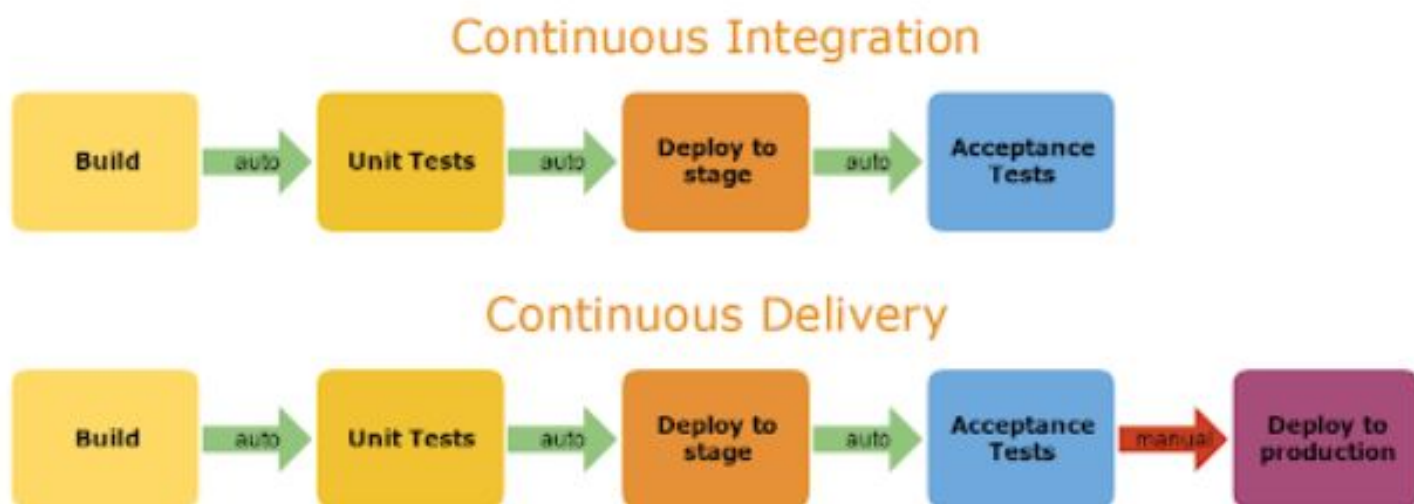 Continuous Integration
Build
auto
Unit Tests
auto
Deploy to
stage
auto
Acceptance
Tests
Continuous Delivery
Build
auto
Unit Tests
auto
Deploy to
stage
auto
Acceptance
Tests
manual
Deploy to
production